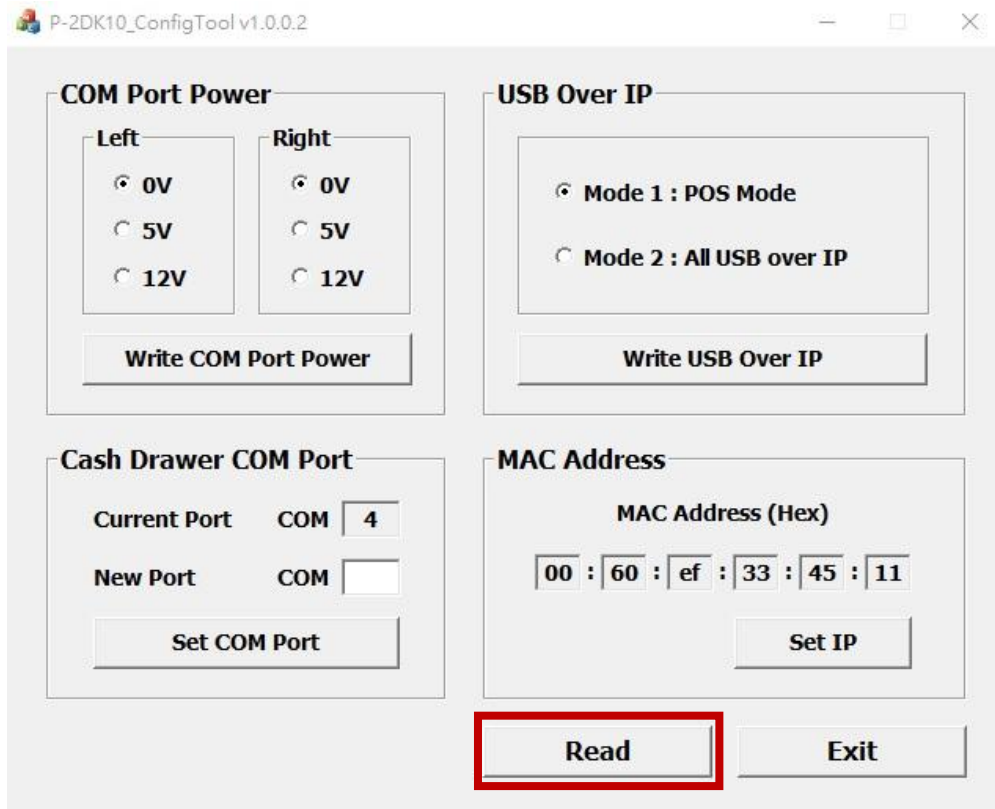 P-2DK10_ConfigTool v1.0.0.2
COM Port Power
Left
Right
0V
0V
5V
5V
12V
12V
Write COM Port Power
USB Over IP
Mode 1 : POS Mode
Mode 2 : All USB over IP
Write USB Over IP
Cash Drawer COM Port
Current Port COM 4
New Port COM
Set COM Port
MAC Address
MAC Address (Hex)
00 : 60 : ef : 33 : 45 : 11
Set IP
Read
Exit